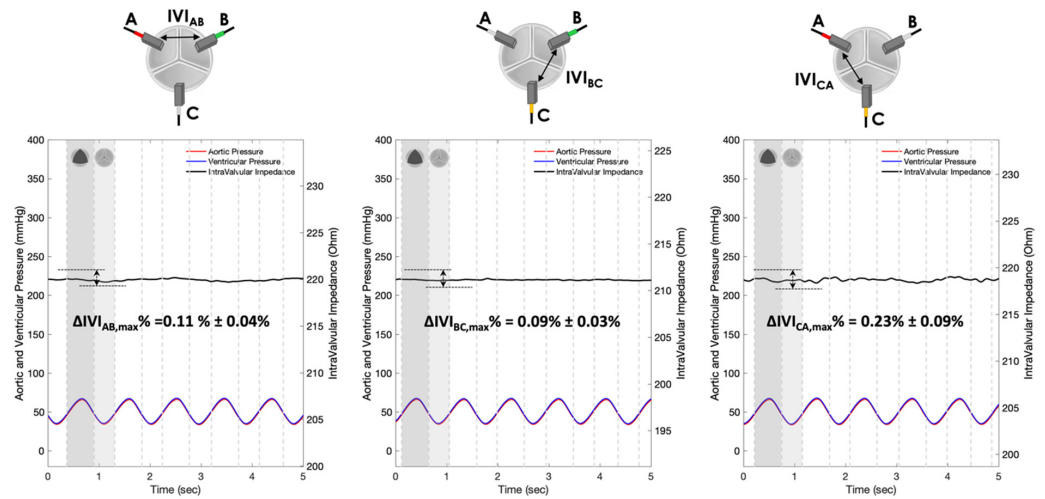 A IVI_AB B
C
A B
IVI_BC
C
A B
IVI_CA
C
Aortic and Ventricular Pressure (mmHg)
400
350
300
250
200
150
100
50
0
Aortic Pressure
Ventricular Pressure
IntraValvular Impedance
ΔIVI_AB,max% =0.11 % ± 0.04%
230
225
220
215
210
205
200
IntraValvular Impedance (Ohm)
0 1 2 3 4 5
Time (sec)
Aortic and Ventricular Pressure (mmHg)
400
350
300
250
200
150
100
50
0
Aortic Pressure
Ventricular Pressure
IntraValvular Impedance
ΔIVI_BC,max% = 0.09% ± 0.03%
225
220
215
210
205
200
195
IntraValvular Impedance (Ohm)
0 1 2 3 4 5
Time (sec)
Aortic and Ventricular Pressure (mmHg)
400
350
300
250
200
150
100
50
0
Aortic Pressure
Ventricular Pressure
IntraValvular Impedance
ΔIVI_CA,max% = 0.23% ± 0.09%
230
225
220
215
210
205
200
IntraValvular Impedance (Ohm)
0 1 2 3 4 5
Time (sec)